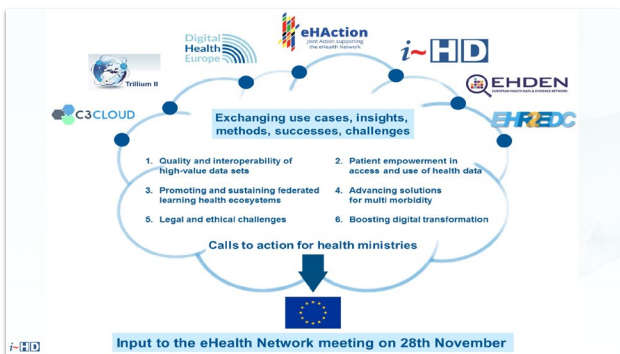 Digital
Health
Europe
eHAction
Joint Action supporting
the eHealth Network
i~HD
Trillium II
EHDEN
EUROPEAN HEALTH DATA & EVIDENCE NETWORK
C3CLOUD
EHR2EDC
Exchanging use cases, insights,
methods, successes, challenges
1. Quality and interoperability of
high-value data sets
2. Patient empowerment in
access and use of health data
3. Promoting and sustaining federated
learning health ecosystems
4. Advancing solutions
for multi morbidity
5. Legal and ethical challenges
6. Boosting digital transformation
Calls to action for health ministries
i~HD
Input to the eHealth Network meeting on 28th November